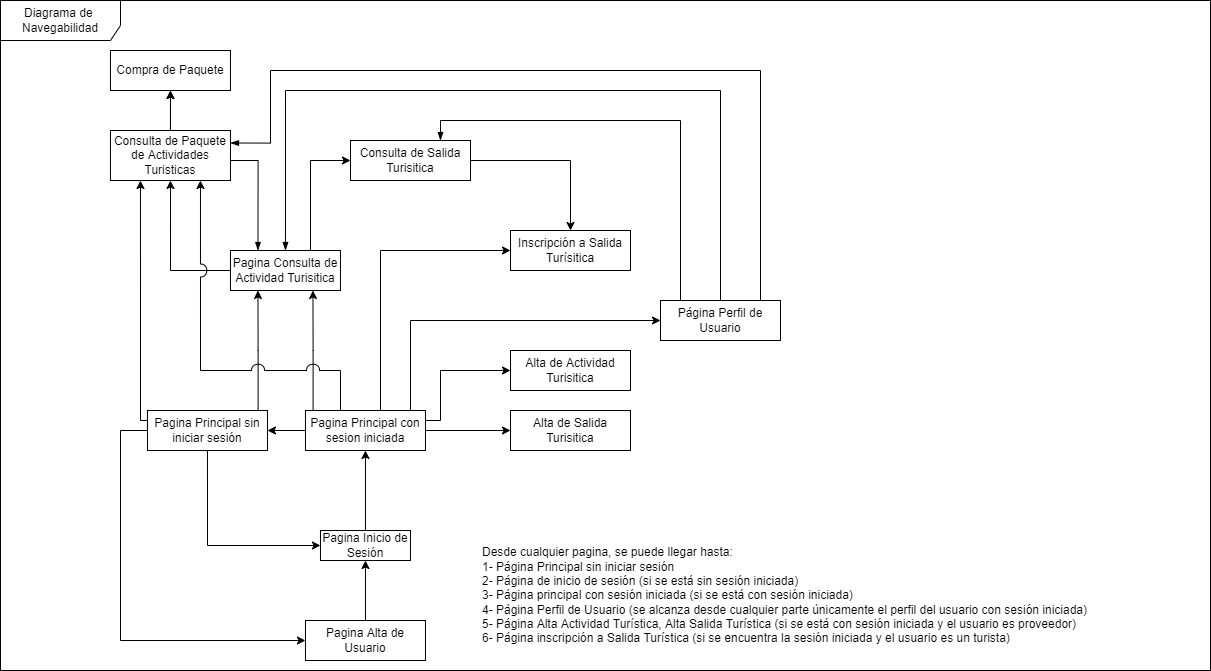 Diagrama de
Navegabilidad
Compra de Paquete
Consulta de Paquete
de Actividades
Turisticas
Consulta de Salida
Turisitica
Pagina Consulta de
Actividad Turisitica
Inscripción a Salida
Turísitica
Página Perfil de
Usuario
Alta de Actividad
Turisitica
Pagina Principal sin
iniciar sesión
Pagina Principal con
sesion iniciada
Alta de Salida
Turisitica
Pagina Inicio de
Sesión
Pagina Alta de
Usuario
Desde cualquier pagina, se puede llegar hasta:
1- Página Principal sin iniciar sesión
2- Página de inicio de sesión (si se está sin sesión iniciada)
3- Página principal con sesión iniciada (si se está con sesión iniciada)
4- Página Perfil de Usuario (se alcanza desde cualquier parte únicamente el perfil del usuario con sesión iniciada)
5- Página Alta Actividad Turística, Alta Salida Turística (si se está con sesión iniciada y el usuario es proveedor)
6- Página inscripción a Salida Turística (si se encuentra la sesión iniciada y el usuario es un turista)